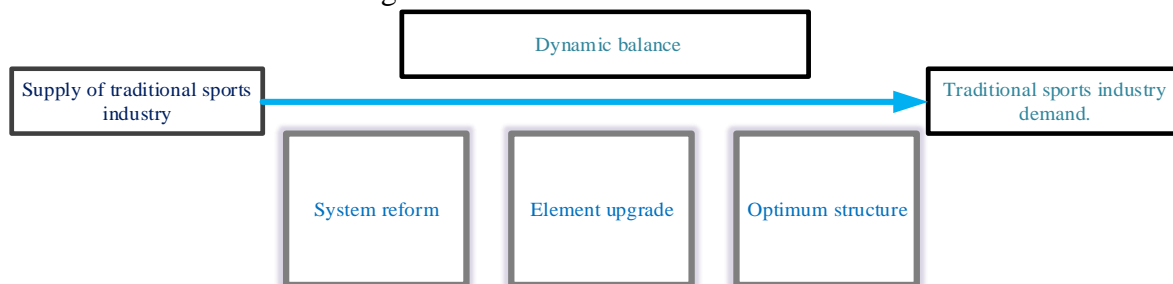 Dynamic balance
Supply of traditional sports
industry
Traditional sports industry
demand.
System reform
Element upgrade
Optimum structure